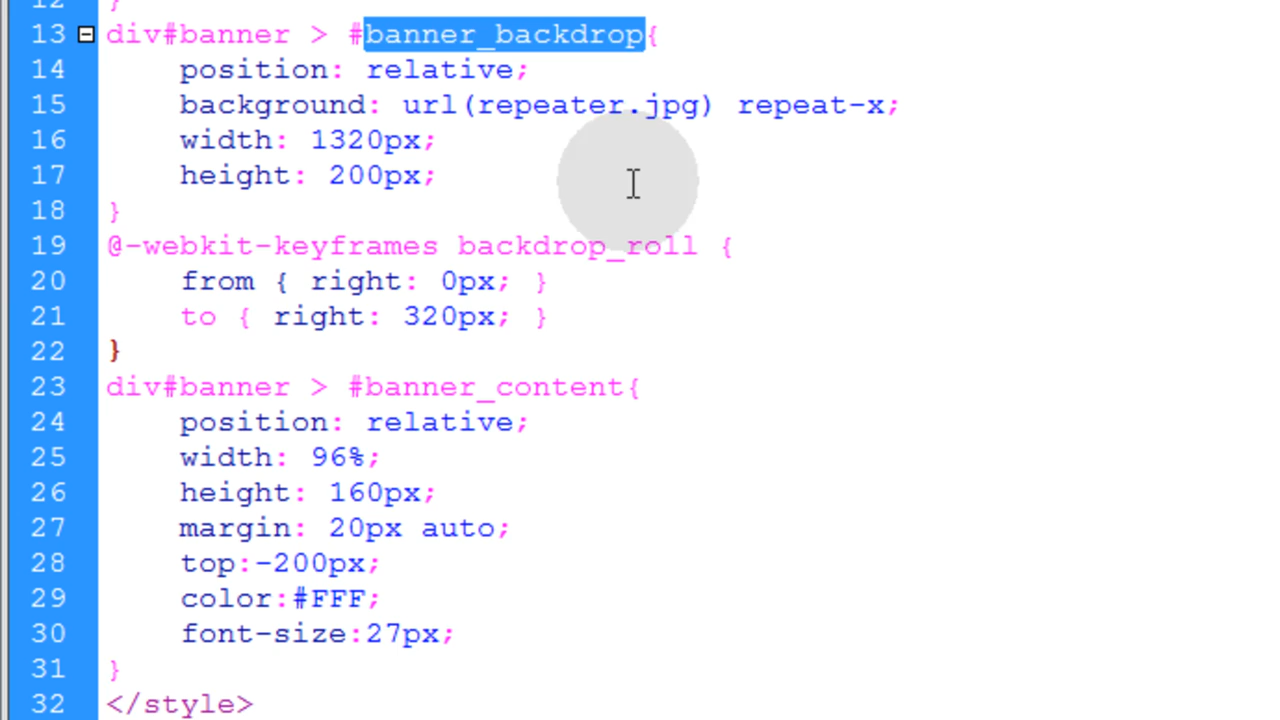 12 }
13 div#banner > #banner_backdrop{
14 position: relative;
15 background: url(repeater.jpg) repeat-x;
16 width: 1320px;
17 height: 200px;
18 }
19 @-webkit-keyframes backdrop_roll {
20 from { right: 0px; }
21 to { right: 320px; }
22 }
23 div#banner > #banner_content{
24 position: relative;
25 width: 96%;
26 height: 160px;
27 margin: 20px auto;
28 top:-200px;
29 color:#FFF;
30 font-size:27px;
31 }
32 </style>